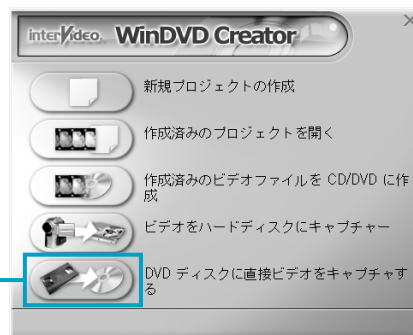 InterVideo. WinDVD Creator
新規プロジェクトの作成
作成済みのプロジェクトを開く
作成済みのビデオファイルを CD/DVD に作
成
ビデオをハードディスクにキャプチャー
DVD ディスクに直接ビデオをキャプチャす
る